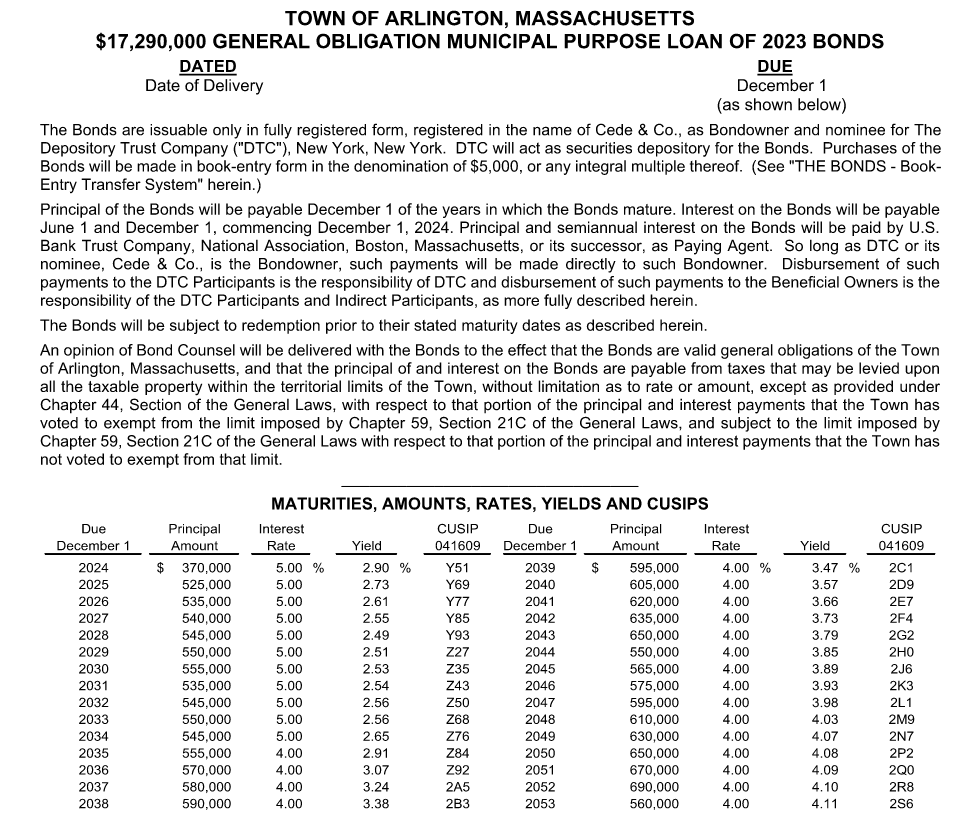 TOWN OF ARLINGTON, MASSACHUSETTS
$17,290,000 GENERAL OBLIGATION MUNICIPAL PURPOSE LOAN OF 2023 BONDS
DATED DUE
Date of Delivery December 1
(as shown below)
The Bonds are issuable only in fully registered form, registered in the name of Cede & Co., as Bondowner and nominee for The
Depository Trust Company ("DTC"), New York, New York. DTC will act as securities depository for the Bonds. Purchases of the
Bonds will be made in book-entry form in the denomination of $5,000, or any integral multiple thereof. (See "THE BONDS - Book-
Entry Transfer System" herein.)
Principal of the Bonds will be payable December 1 of the years in which the Bonds mature. Interest on the Bonds will be payable
June 1 and December 1, commencing December 1, 2024. Principal and semiannual interest on the Bonds will be paid by U.S.
Bank Trust Company, National Association, Boston, Massachusetts, or its successor, as Paying Agent. So long as DTC or its
nominee, Cede & Co., is the Bondowner, such payments will be made directly to such Bondowner. Disbursement of such
payments to the DTC Participants is the responsibility of DTC and disbursement of such payments to the Beneficial Owners is the
responsibility of the DTC Participants and Indirect Participants, as more fully described herein.
The Bonds will be subject to redemption prior to their stated maturity dates as described herein.
An opinion of Bond Counsel will be delivered with the Bonds to the effect that the Bonds are valid general obligations of the Town
of Arlington, Massachusetts, and that the principal of and interest on the Bonds are payable from taxes that may be levied upon
all the taxable property within the territorial limits of the Town, without limitation as to rate or amount, except as provided under
Chapter 44, Section of the General Laws, with respect to that portion of the principal and interest payments that the Town has
voted to exempt from the limit imposed by Chapter 59, Section 21C of the General Laws, and subject to the limit imposed by
Chapter 59, Section 21C of the General Laws with respect to that portion of the principal and interest payments that the Town has
not voted to exempt from that limit.
MATURITIES, AMOUNTS, RATES, YIELDS AND CUSIPS
Due Principal Interest CUSIP Due Principal Interest CUSIP
December 1 Amount Rate Yield 041609 December 1 Amount Rate Yield 041609
2024 $ 370,000 5.00 % 2.90 % Y51 2039 $ 595,000 4.00 % 3.47 % 2C1
2025 525,000 5.00 2.73 Y69 2040 605,000 4.00 3.57 2D9
2026 535,000 5.00 2.61 Y77 2041 620,000 4.00 3.66 2E7
2027 540,000 5.00 2.55 Y85 2042 635,000 4.00 3.73 2F4
2028 545,000 5.00 2.49 Y93 2043 650,000 4.00 3.79 2G2
2029 550,000 5.00 2.51 Z27 2044 550,000 4.00 3.85 2H0
2030 555,000 5.00 2.53 Z35 2045 565,000 4.00 3.89 2J6
2031 535,000 5.00 2.54 Z43 2046 575,000 4.00 3.93 2K3
2032 545,000 5.00 2.56 Z50 2047 595,000 4.00 3.98 2L1
2033 550,000 5.00 2.56 Z68 2048 610,000 4.00 4.03 2M9
2034 545,000 5.00 2.65 Z76 2049 630,000 4.00 4.07 2N7
2035 555,000 4.00 2.91 Z84 2050 650,000 4.00 4.08 2P2
2036 570,000 4.00 3.07 Z92 2051 670,000 4.00 4.09 2Q0
2037 580,000 4.00 3.24 2A5 2052 690,000 4.00 4.10 2R8
2038 590,000 4.00 3.38 2B3 2053 560,000 4.00 4.11 2S6